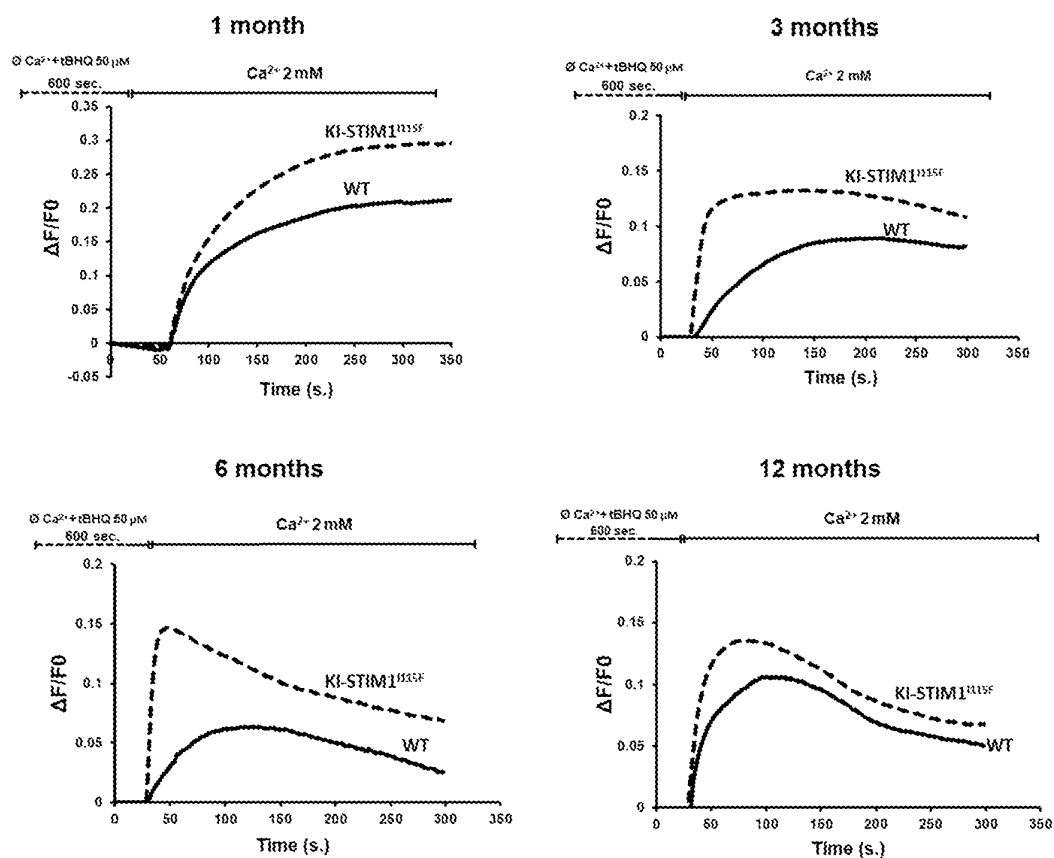 1 month
Ø Ca²⁺+tBHQ 50 µM
600 sec.
Ca²⁺ 2 mM
0.35
0.3
0.25
0.2
0.15
0.1
0.05
0
-0.05
ΔF/F0
KI-STIM1ᴵ¹¹⁵ᶠ
WT
0 50 100 150 200 250 300 350
Time (s.)
3 months
Ø Ca²⁺+tBHQ 50 µM
600 sec.
Ca²⁺ 2 mM
0.2
0.15
0.1
0.05
0
ΔF/F0
KI-STIM1ᴵ¹¹⁵ᶠ
WT
0 50 100 150 200 250 300 350
Time (s.)
6 months
Ø Ca²⁺+tBHQ 50 µM
600 sec.
Ca²⁺ 2 mM
0.2
0.15
0.1
0.05
0
ΔF/F0
KI-STIM1ᴵ¹¹⁵ᶠ
WT
0 50 100 150 200 250 300 350
Time (s.)
12 months
Ø Ca²⁺+tBHQ 50 µM
600 sec.
Ca²⁺ 2 mM
0.2
0.15
0.1
0.05
0
ΔF/F0
KI-STIM1ᴵ¹¹⁵ᶠ
WT
0 50 100 150 200 250 300 350
Time (s.)